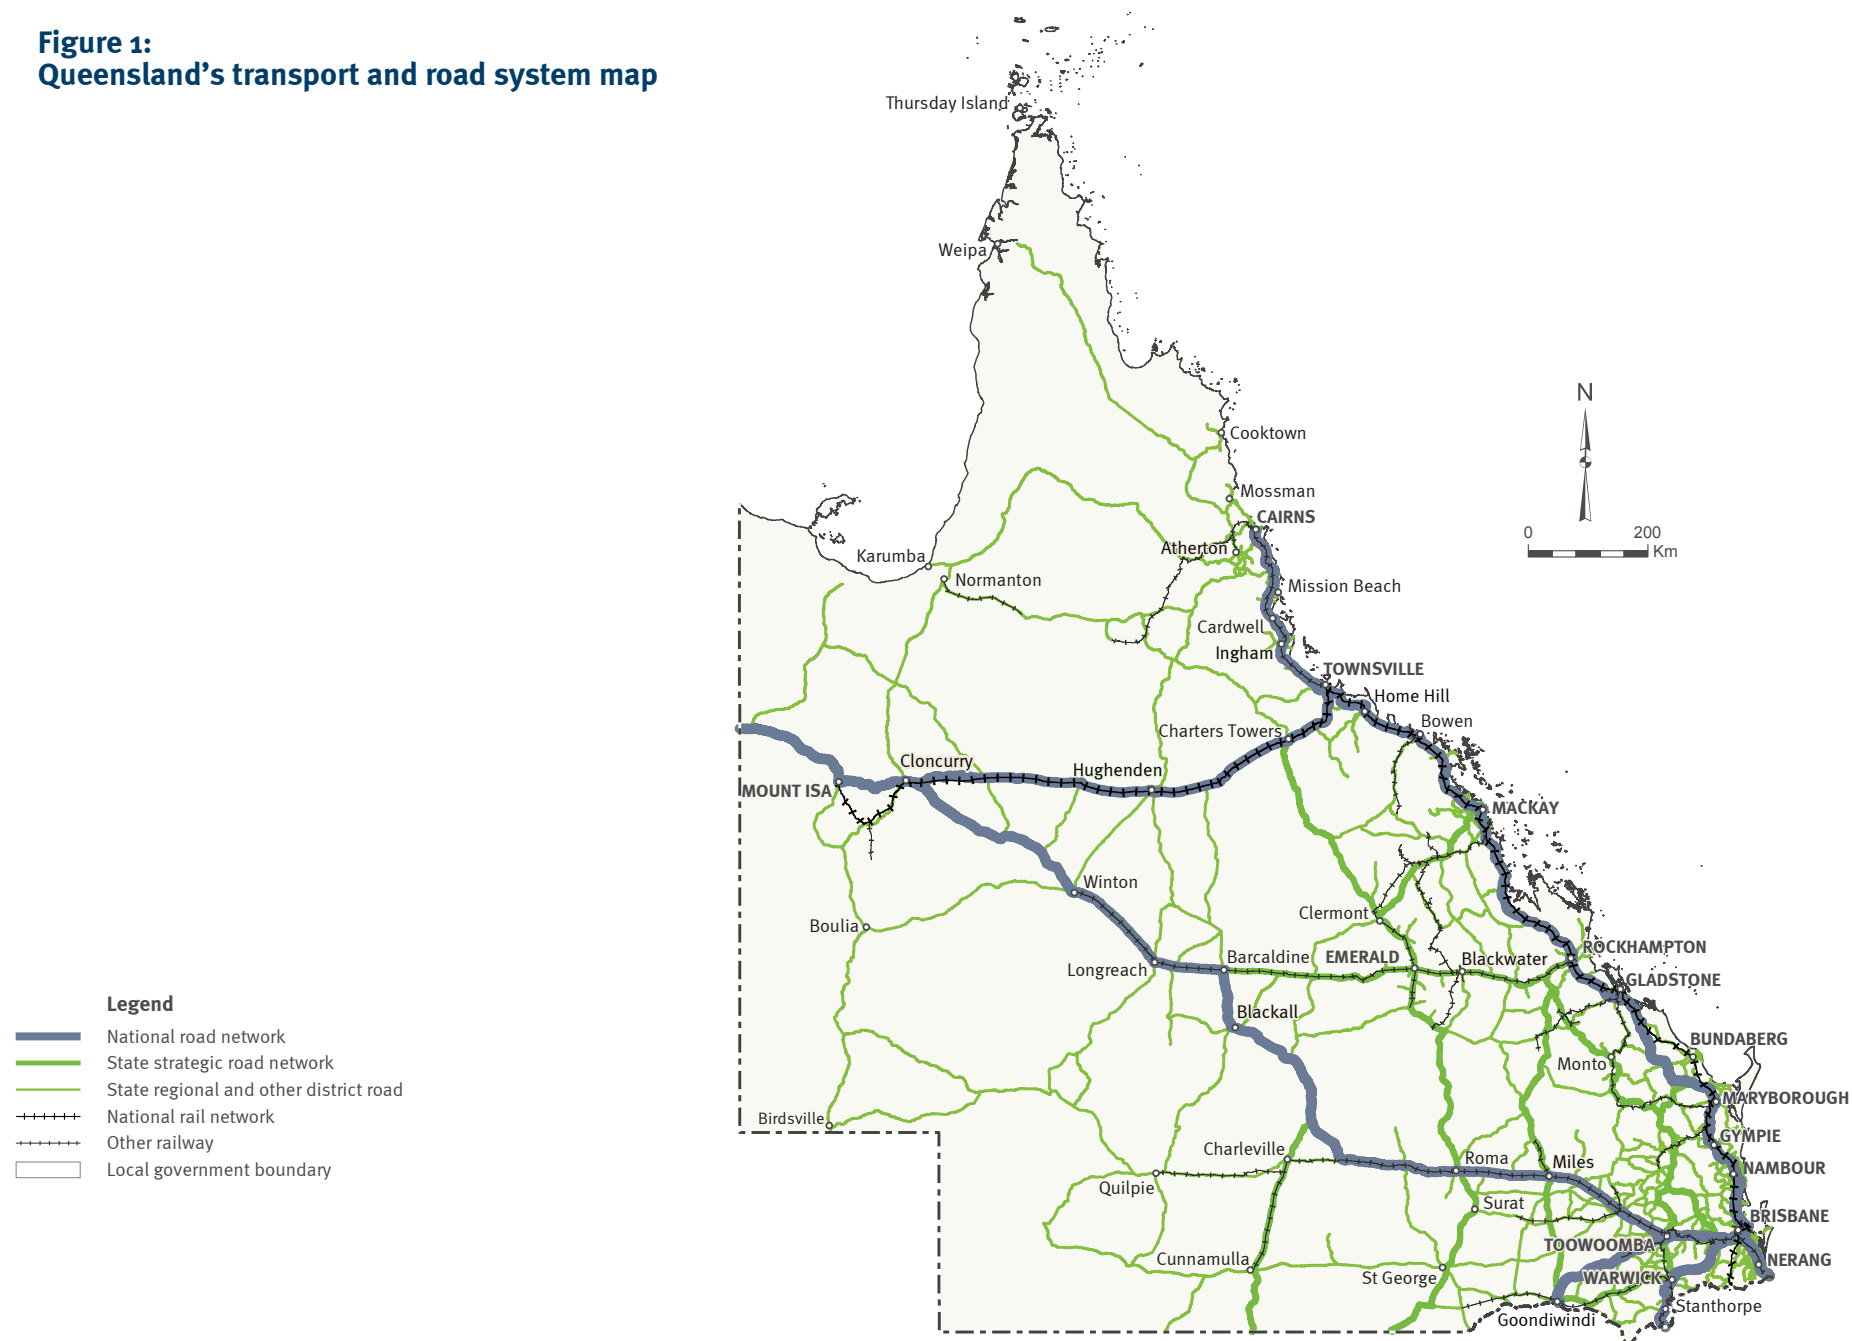 Figure 1:
Queensland's transport and road system map
Thursday Island
Weipa
N
Cooktown
Mossman
CAIRNS
0 200
Km
Atherton
Karumba
Normanton
Mission Beach
Cardwell
Ingham
TOWNSVILLE
Home Hill
Bowen
Charters Towers
Cloncurry
Hughenden
MOUNT ISA
MACKAY
Winton
Clermont
Boulia
ROCKHAMPTON
Barcaldine
EMERALD
Blackwater
Longreach
GLADSTONE
Legend
Blackall
National road network
BUNDABERG
State strategic road network
Monto
State regional and other district road
MARYBOROUGH
National rail network
Birdsville
GYMPIE
Other railway
Charleville
Roma
Miles
Local government boundary
NAMBOUR
Quilpie
Surat
BRISBANE
TOOWOOMBA
Cunnamulla
NERANG
St George
WARWICK
Stanthorpe
Goondiwindi